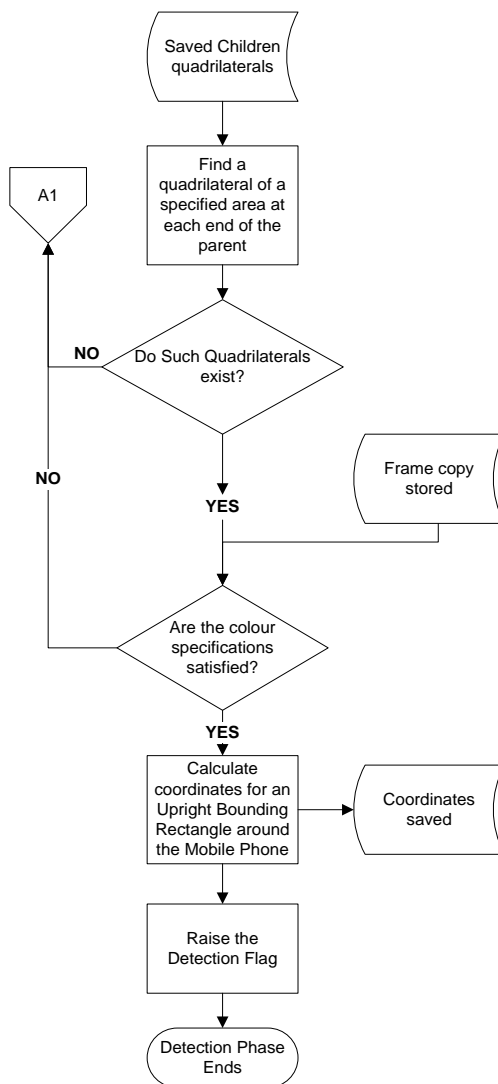 Saved Children
quadrilaterals
Find a
quadrilateral of a
specified area at
each end of the
parent
A1
NO
Do Such Quadrilaterals
exist?
NO
Frame copy
stored
YES
Are the colour
specifications
satisfied?
YES
Calculate
coordinates for an
Upright Bounding
Rectangle around
the Mobile Phone
Coordinates
saved
Raise the
Detection Flag
Detection Phase
Ends